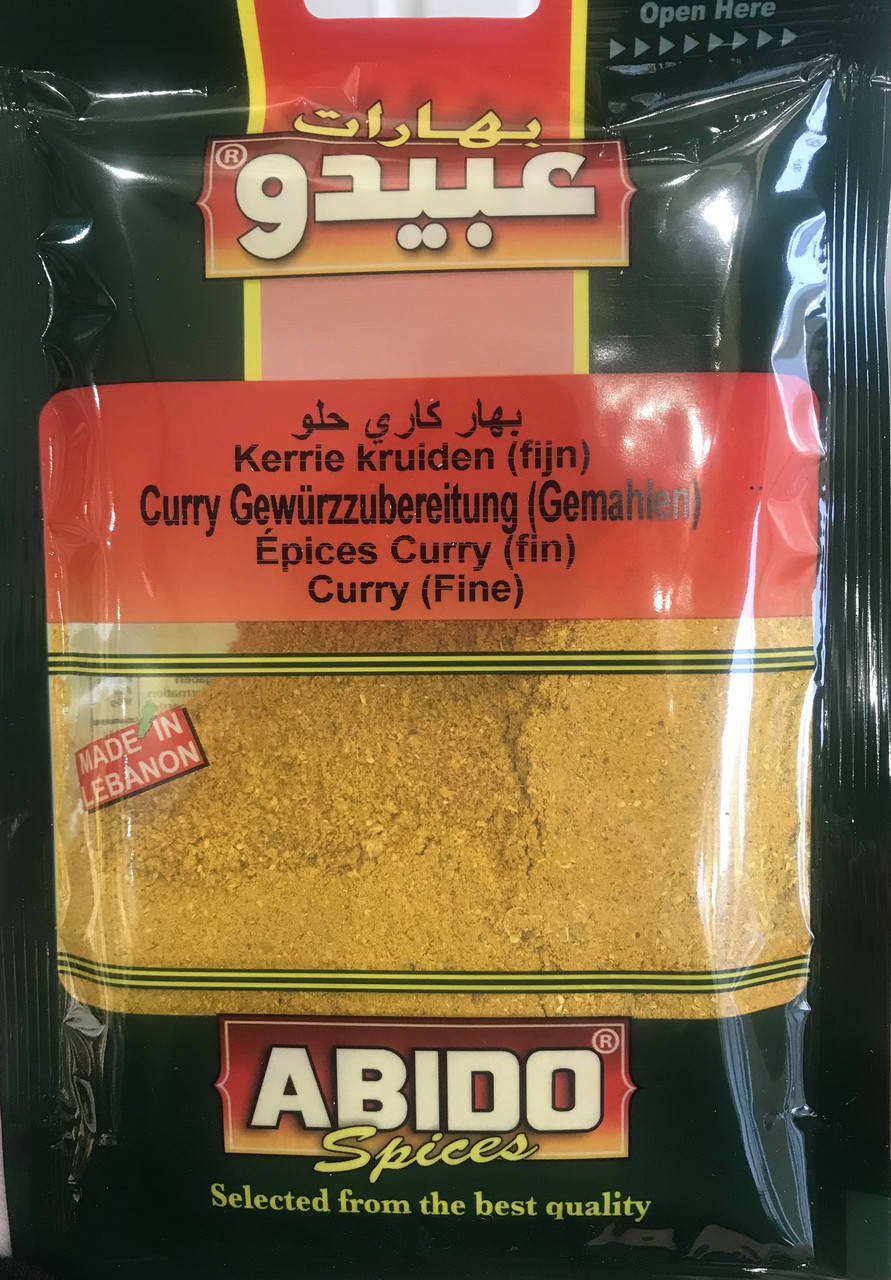 Open Here
بهارات
عبيدو ®
بهار كاري حلو
Kerrie kruiden (fijn)
Curry Gewürzzubereitung (Gemahlen)
Épices Curry (fin)
Curry (Fine)
MADE IN
LEBANON
ABIDO ®
Spices
Selected from the best quality